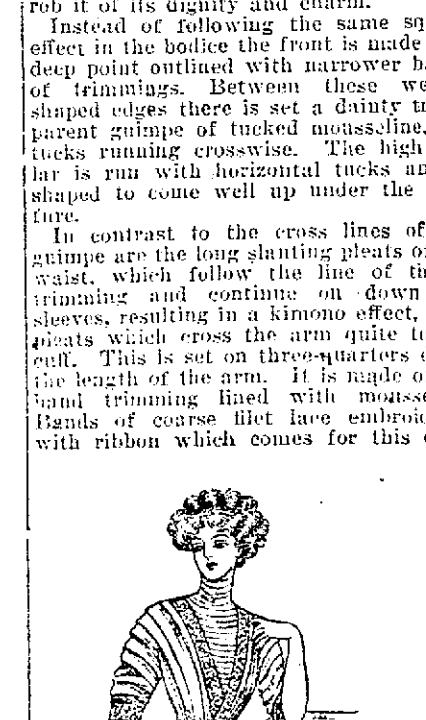 rob it of its dignity and charm.
Instead of following the same sq
effect in the bodice the front is made
deep point outlined with narrower b
of trimmings. Between these we
shaped edges there is set a dainty tr
parent guimpe of tucked mousseline,
tucks running crosswise. The high
lar is run with horizontal tucks an
shaped to come well up under the
ture.
In contrast to the cross lines of
guimpe are the long slanting pleats o
waist, which follow the line of th
trimming and continue on down
sleeves, resulting in a kimono effect,
pleats which cross the arm quite to
cuff. This is set on three-quarters o
the length of the arm. It is made o
band trimming lined with mousse
Bands of coarse filet lace embroid
with ribbon which comes for this